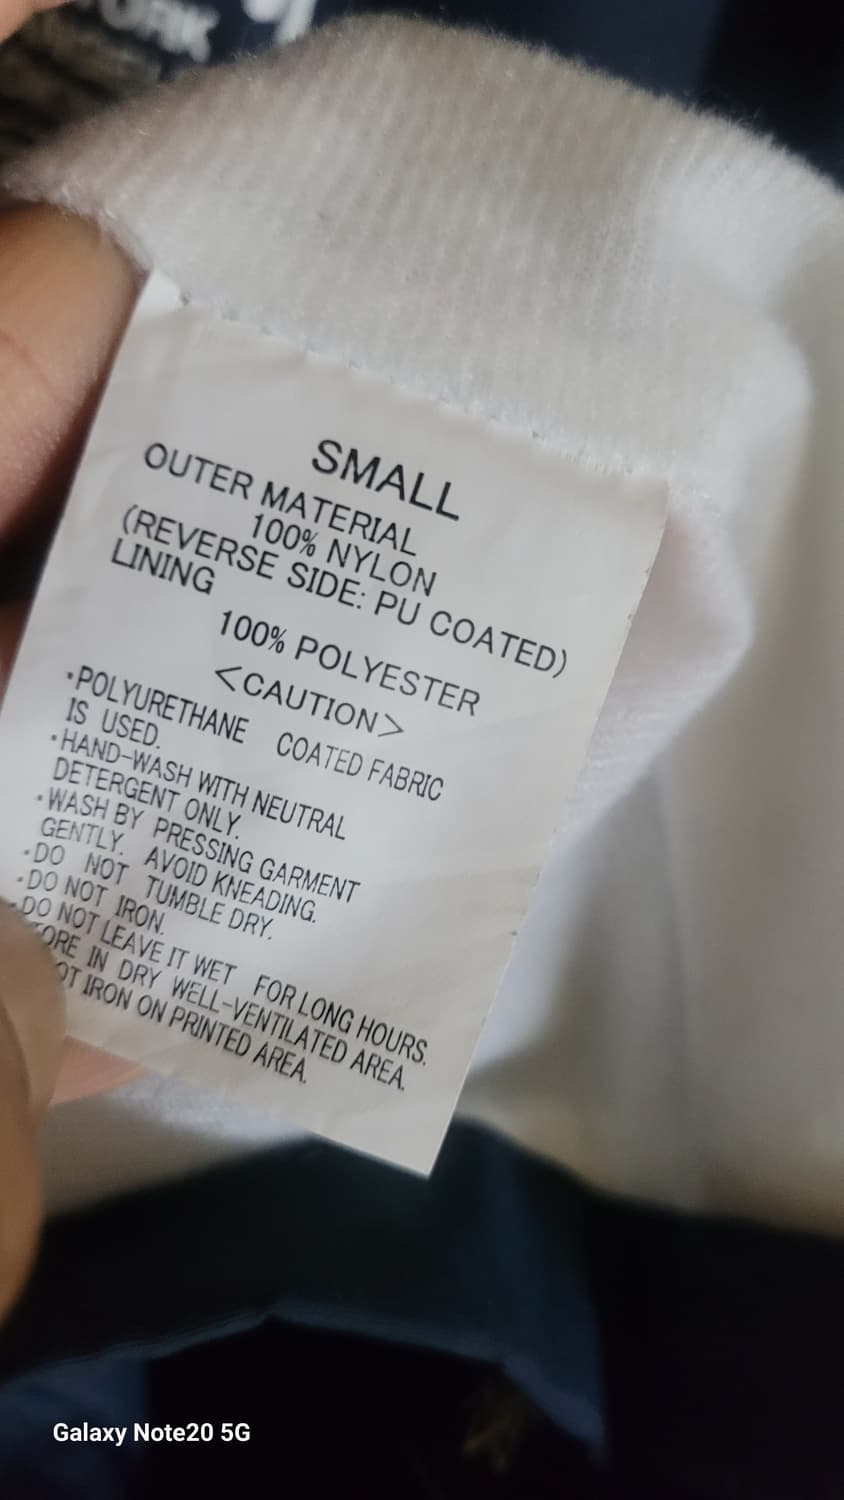 SMALL
OUTER MATERIAL
100% NYLON
(REVERSE SIDE: PU COATED)
LINING
100% POLYESTER
<CAUTION>
·POLYURETHANE COATED FABRIC
IS USED.
·HAND-WASH WITH NEUTRAL
DETERGENT ONLY.
·WASH BY PRESSING GARMENT
GENTLY. AVOID KNEADING.
·DO NOT TUMBLE DRY.
·DO NOT IRON.
·DO NOT LEAVE IT WET FOR LONG HOURS.
IN DRY WELL-VENTILATED AREA.
IRON ON PRINTED AREA.
Galaxy Note20 5G